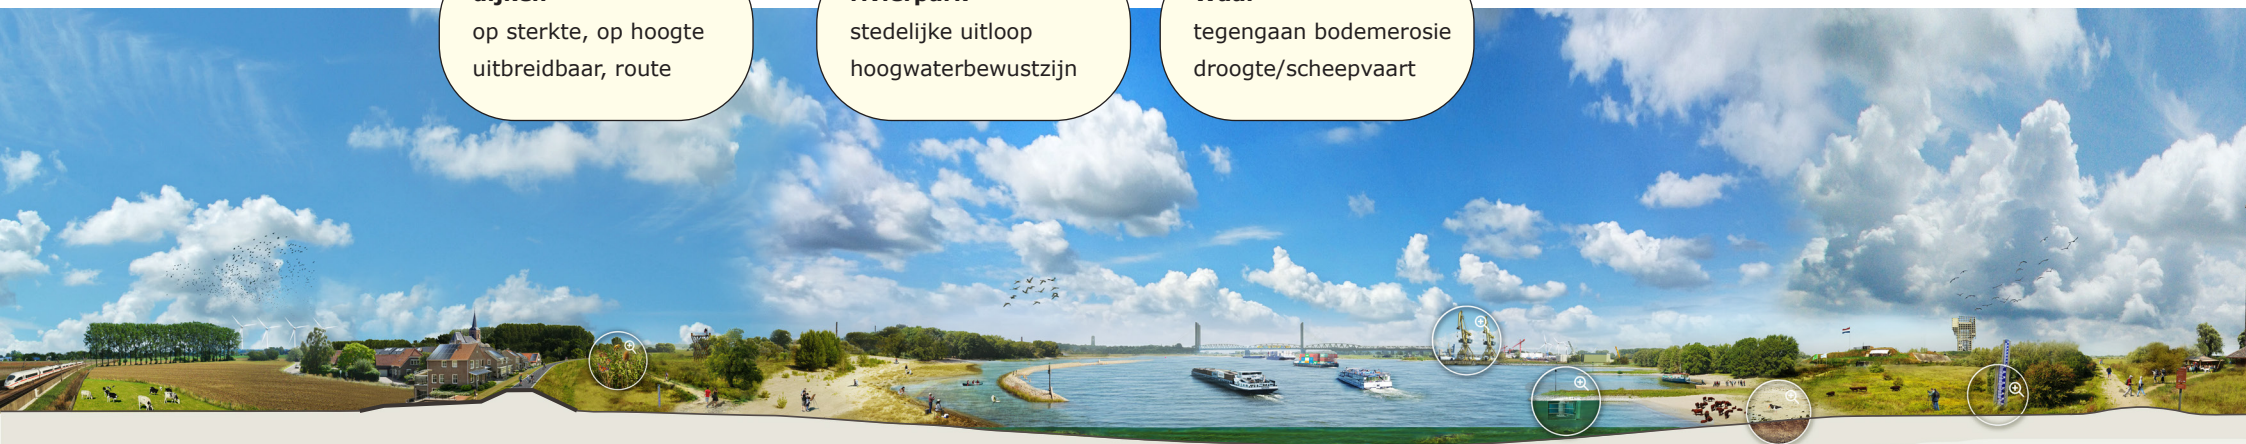 op sterkte, op hoogte
uitbreidbaar, route
stedelijke uitloop
hoogwaterbewustzijn
tegengaan bodemerosie
droogte/scheepvaart